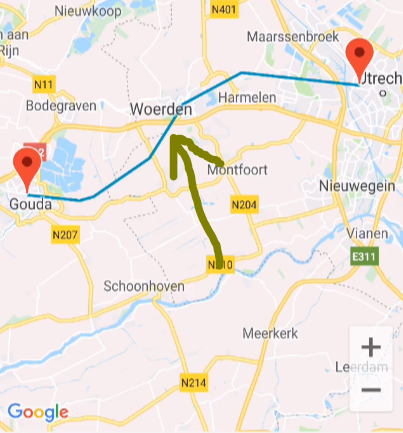 Nieuwkoop
N401
an aan
Rijn
Maarssenbroek
N11
Utrech
Bodegraven
Woerden
Harmelen
Montfoort
Nieuwegein
Gouda
N204
N207
Vianen
E311
Schoonhoven
Meerkerk
Leerdam
N214
+
−
Google